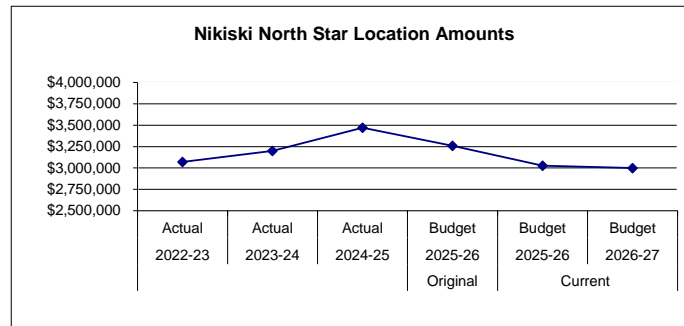 Nikiski North Star Location Amounts
$4,000,000
$3,750,000
$3,500,000
$3,250,000
$3,000,000
$2,750,000
$2,500,000
Actual Actual Actual Budget Budget Budget
2022-23 2023-24 2024-25 2025-26 2025-26 2026-27
Original Current